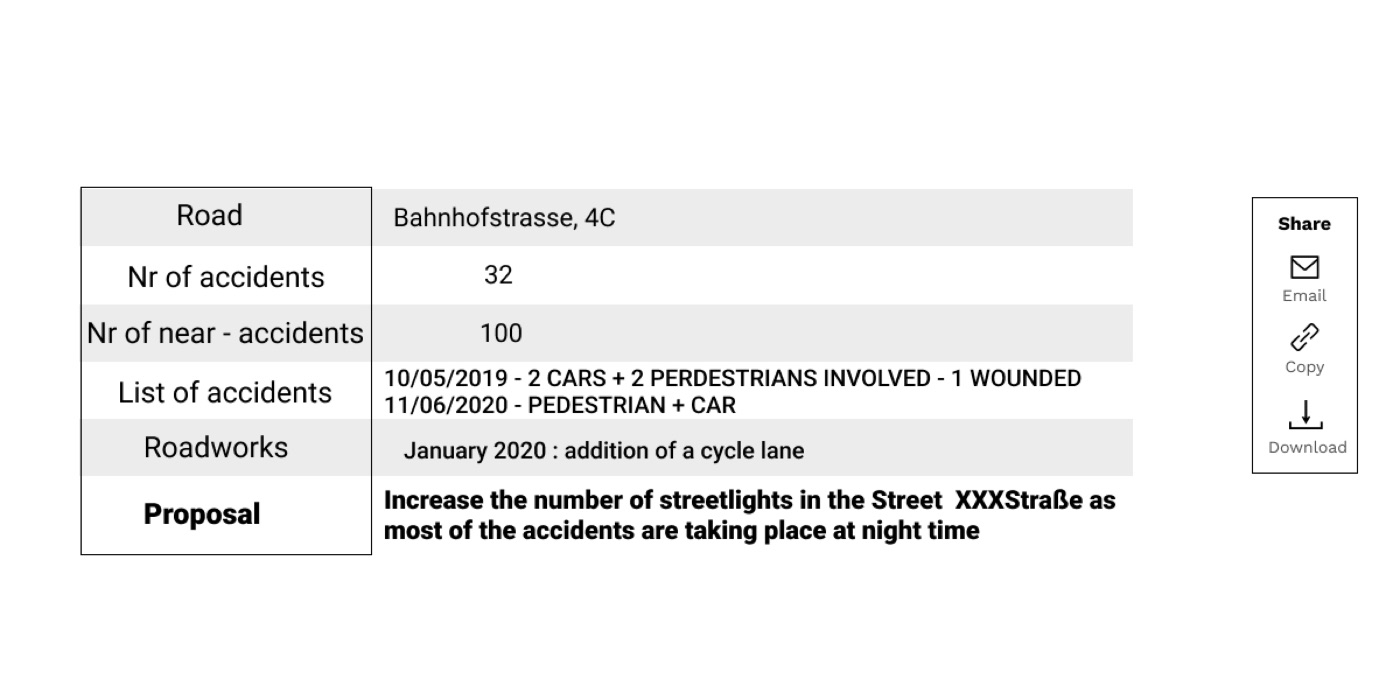 Road
Bahnhofstrasse, 4C
Nr of accidents
32
Nr of near - accidents
100
List of accidents
10/05/2019 - 2 CARS + 2 PERDESTRIANS INVOLVED - 1 WOUNDED
11/06/2020 - PEDESTRIAN + CAR
Roadworks
January 2020 : addition of a cycle lane
Proposal
Increase the number of streetlights in the Street  XXXStraße as
most of the accidents are taking place at night time
Share
Email
Copy
Download